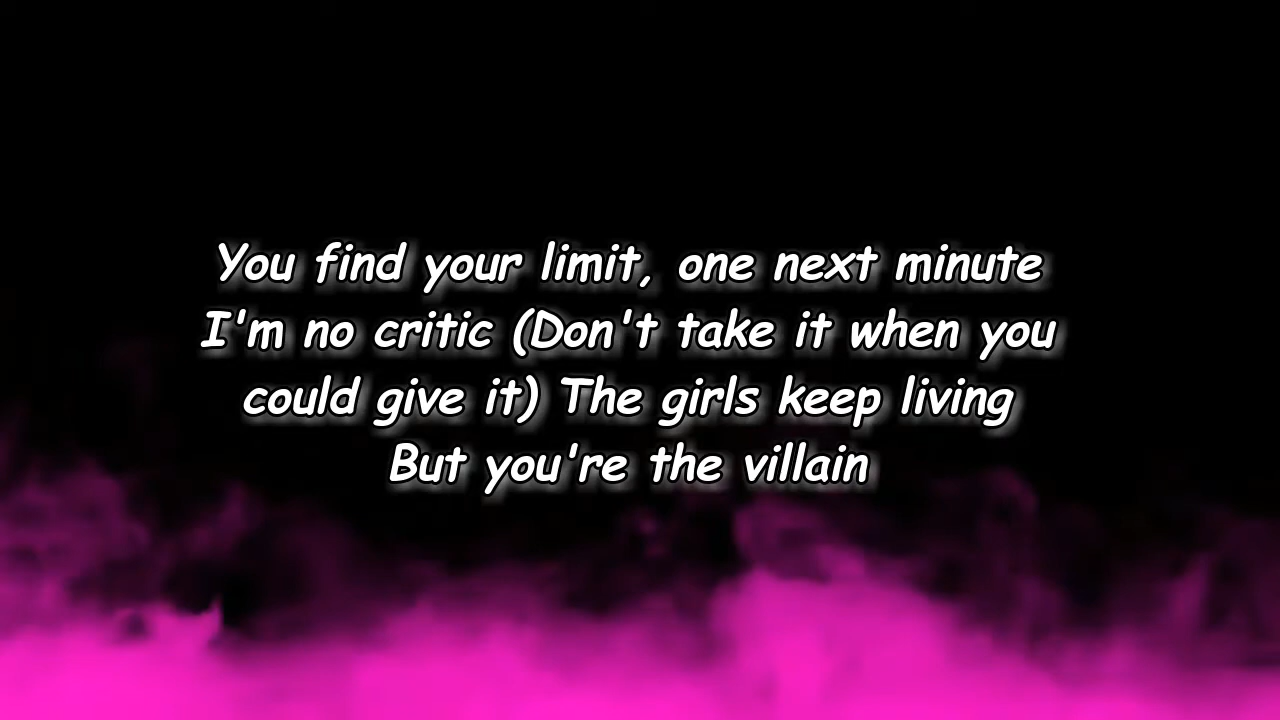 You find your limit, one next minute
I'm no critic (Don't take it when you
could give it) The girls keep living
But you're the villain